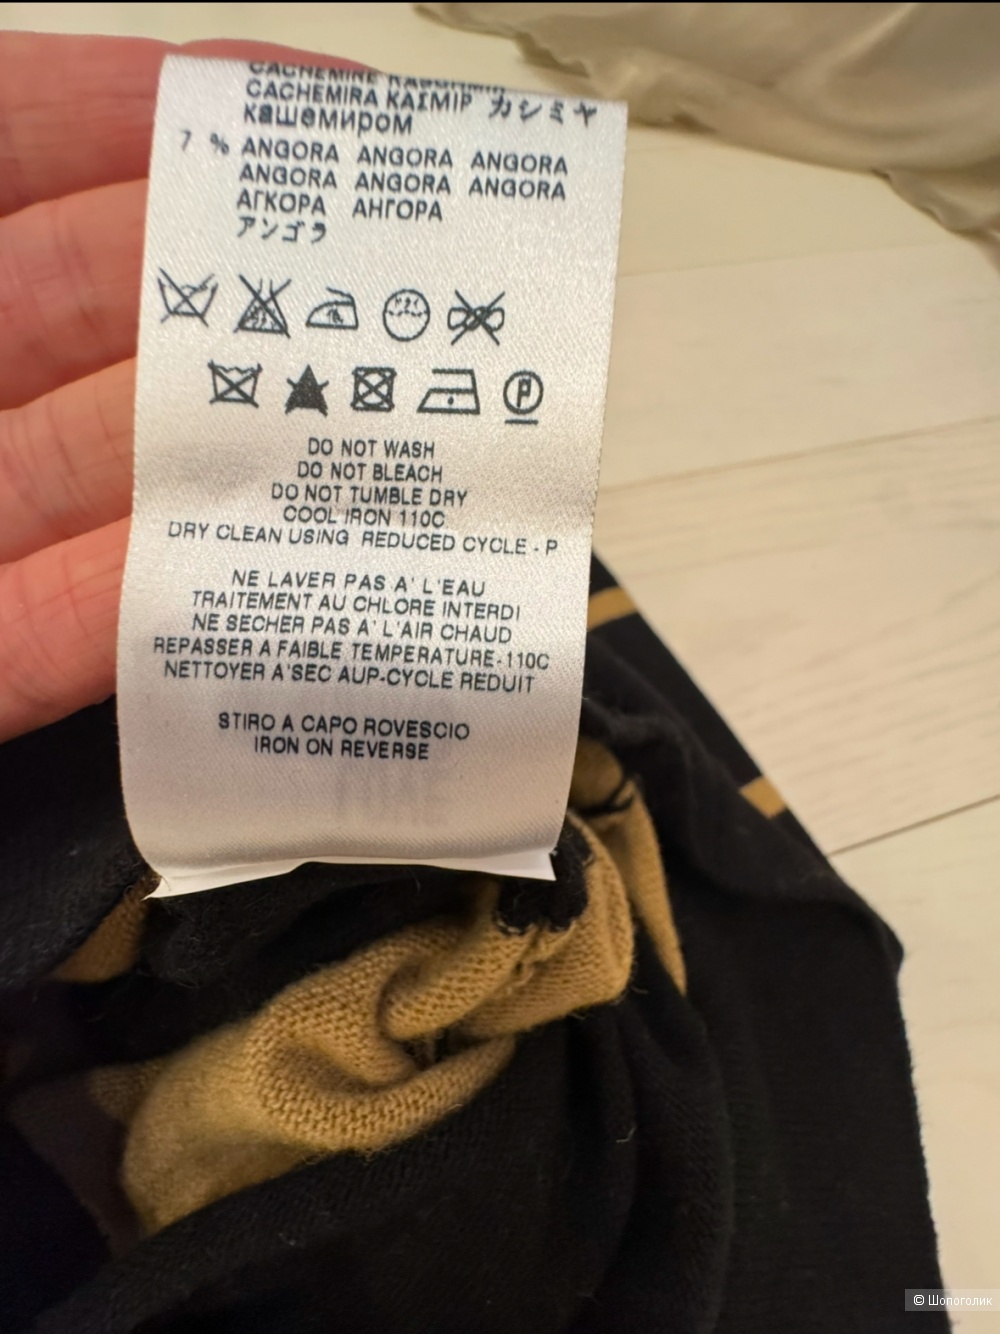 CACHEMIRA ΚΑΣΜΙΡ カシミヤ
кашемиром
7 % ANGORA ANGORA ANGORA
ANGORA ANGORA ANGORA
ΑΓΚΟΡΑ АНГОРА
アンゴラ
P
DO NOT WASH
DO NOT BLEACH
DO NOT TUMBLE DRY
COOL IRON 110C
DRY CLEAN USING REDUCED CYCLE - P
NE LAVER PAS A' L'EAU
TRAITEMENT AU CHLORE INTERDI
NE SECHER PAS A' L'AIR CHAUD
REPASSER A FAIBLE TEMPERATURE-110C
NETTOYER A'SEC AUP-CYCLE REDUIT
STIRO A CAPO ROVESCIO
IRON ON REVERSE
© Шопоголик